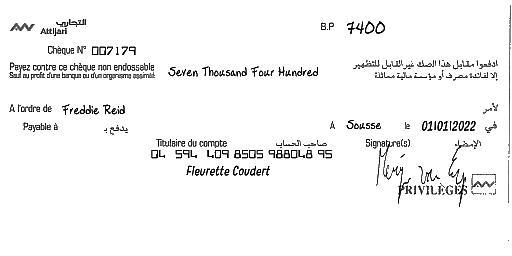 التجاري
Attijari
B.P 7400
Chèque N° 007179
Payez contre ce chèque non endossable
Sauf au profit d'une banque ou d'un organisme assimilé
Seven Thousand Four Hundred
ادفعوا مقابل هذا الصك غير القابل للتظهير
إلا لفائدة مصرف أو مؤسسة مالية مماثلة
A l'ordre de Freddie Reid
لأمر
Payable à يدفع بـ
A Sousse le 01/01/2022 في
Titulaire du compte صاحب الحساب
Signature(s) الإمضاء
04 594 409 8505 988048 95
Fleurette Coudert
PRIVILÈGES